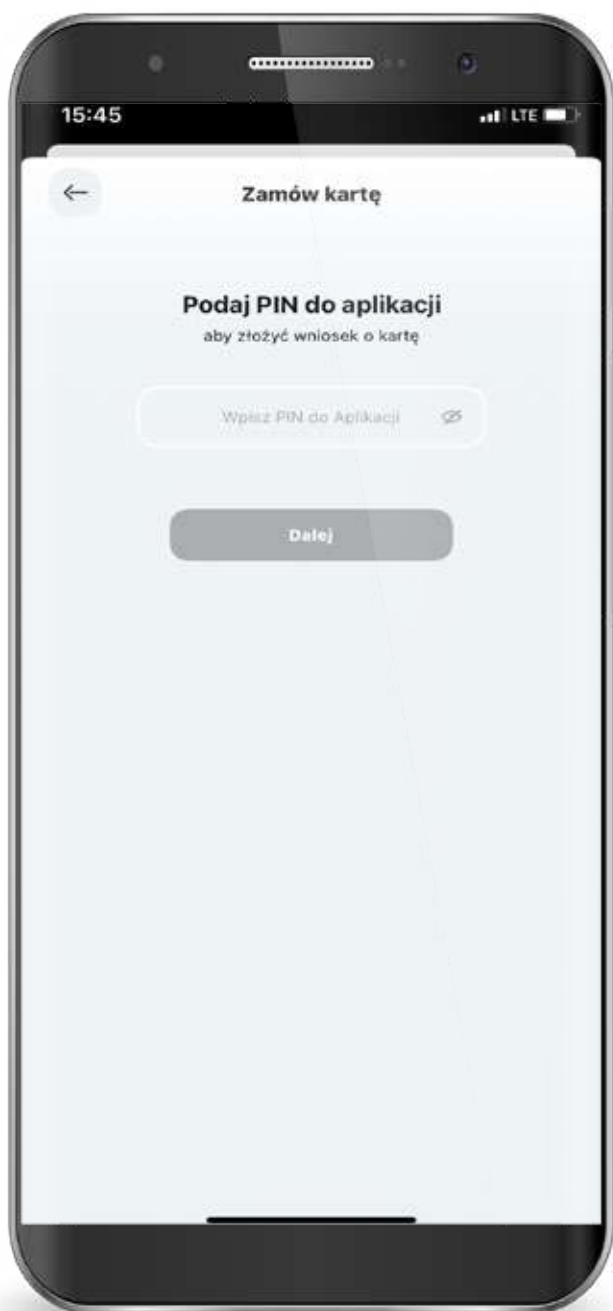 15:45
LTE
Zamów kartę
Podaj PIN do aplikacji
aby złożyć wniosek o kartę
Wpisz PIN do Aplikacji
Dalej